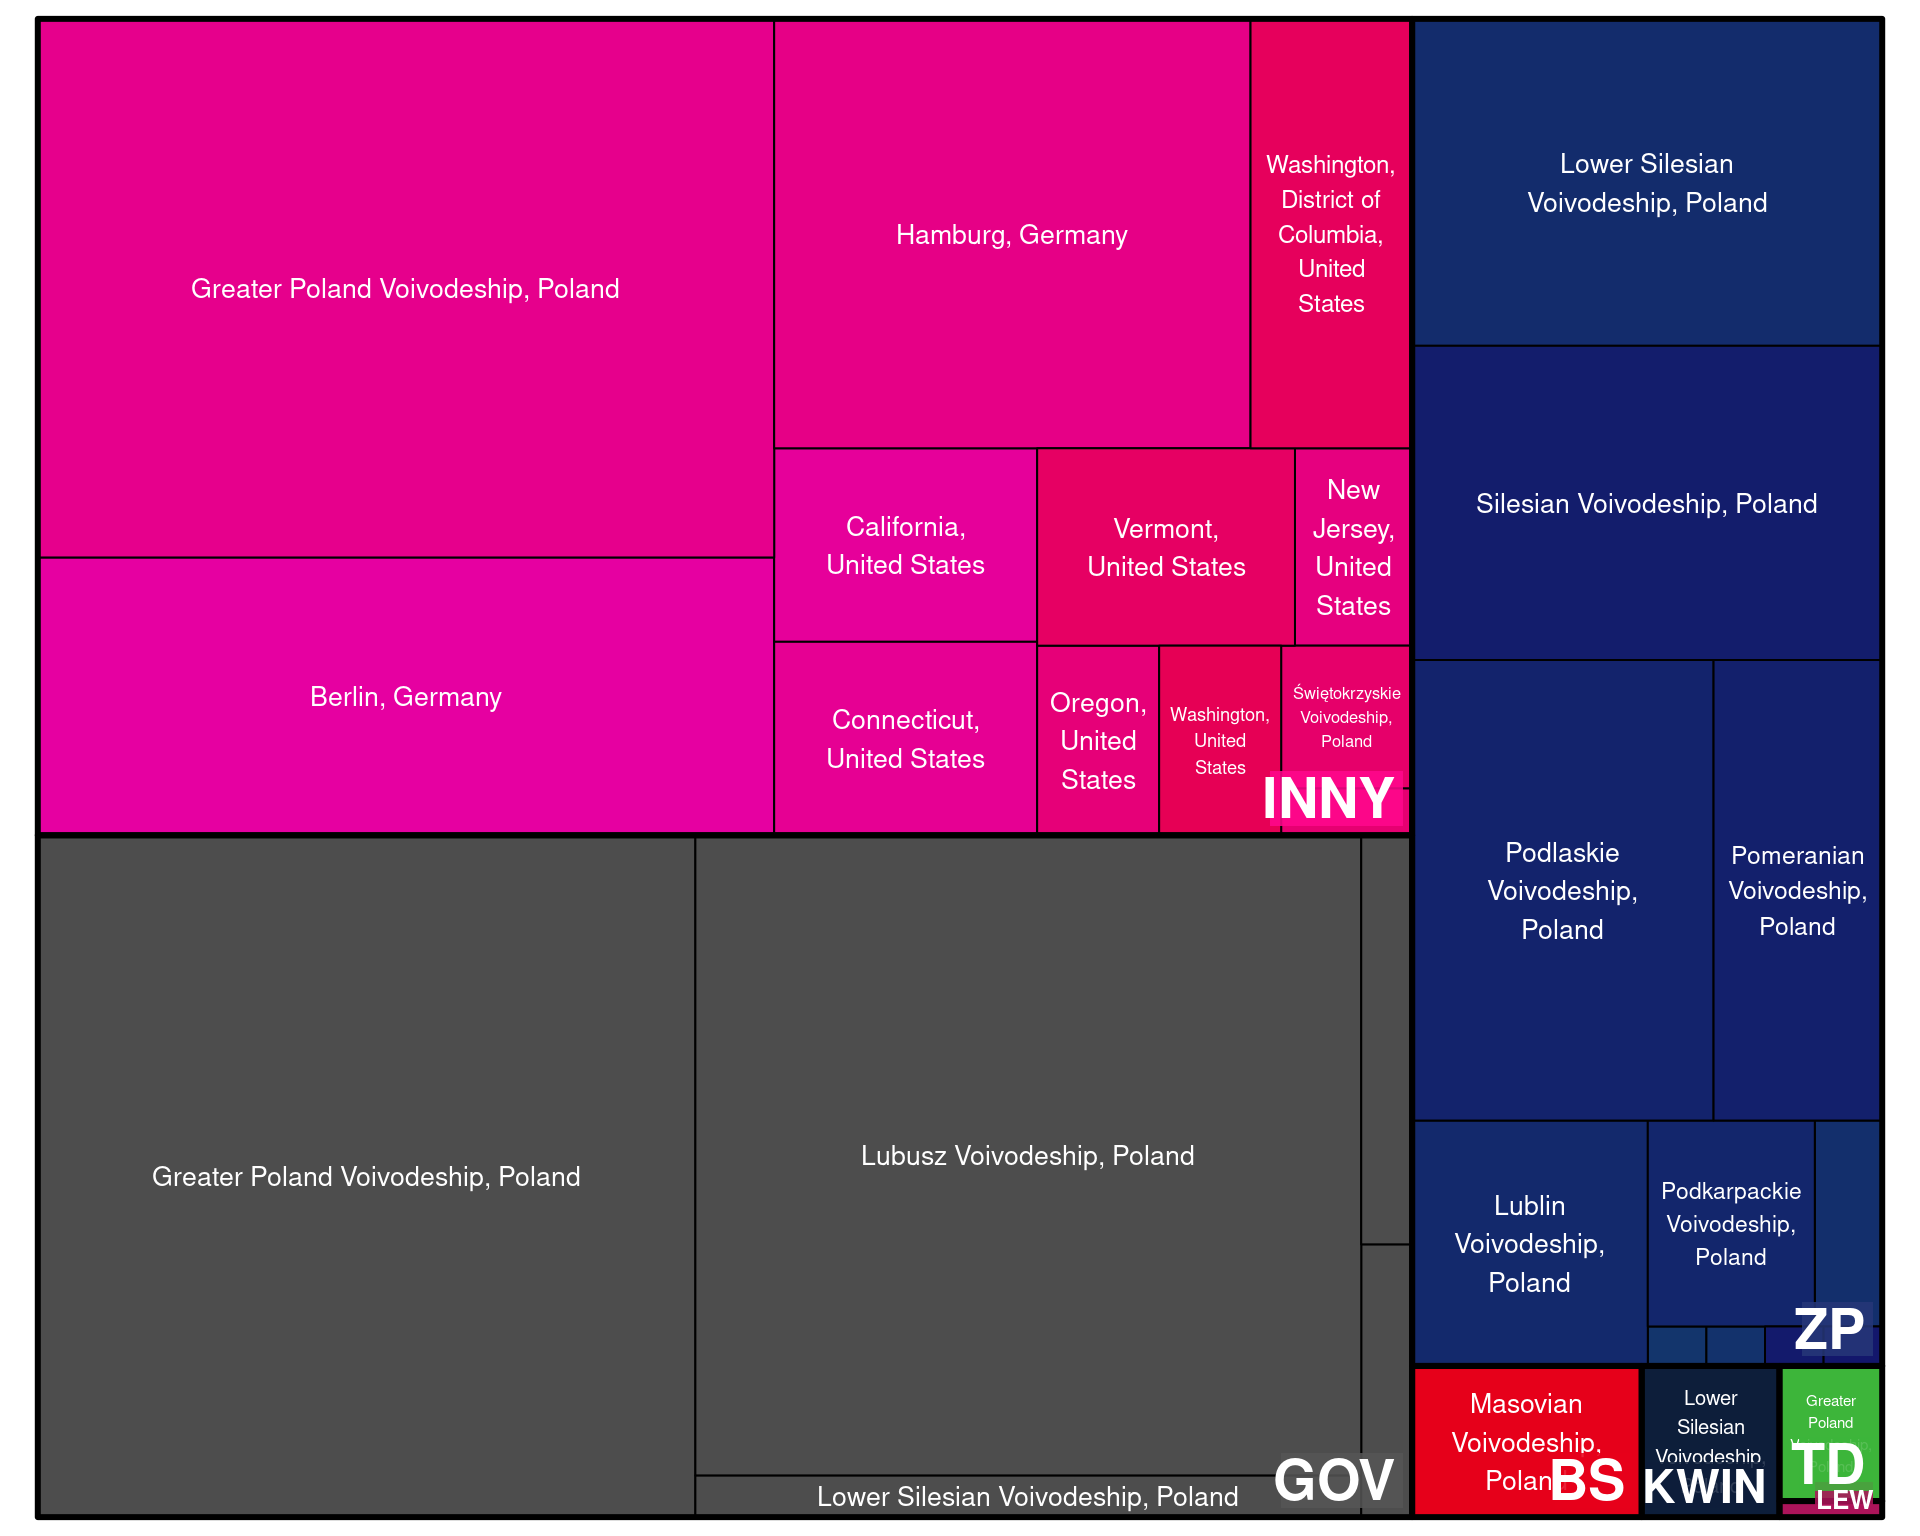 Greater Poland Voivodeship, Poland
Hamburg, Germany
Washington,
District of
Columbia,
United
States
Berlin, Germany
California,
United States
Vermont,
United States
New
Jersey,
United
States
Connecticut,
United States
Oregon,
United
States
Washington,
United
States
Świętokrzyskie
Voivodeship,
Poland
INNY
Greater Poland Voivodeship, Poland
Lubusz Voivodeship, Poland
Lower Silesian Voivodeship, Poland
GOV
Lower Silesian
Voivodeship, Poland
Silesian Voivodeship, Poland
Podlaskie
Voivodeship,
Poland
Pomeranian
Voivodeship,
Poland
Lublin
Voivodeship,
Poland
Podkarpackie
Voivodeship,
Poland
ZP
Masovian
Voivodeship,
Poland
BS
Lower
Silesian
Voivodeship,
KWIN
Greater
Poland
TD
LEW